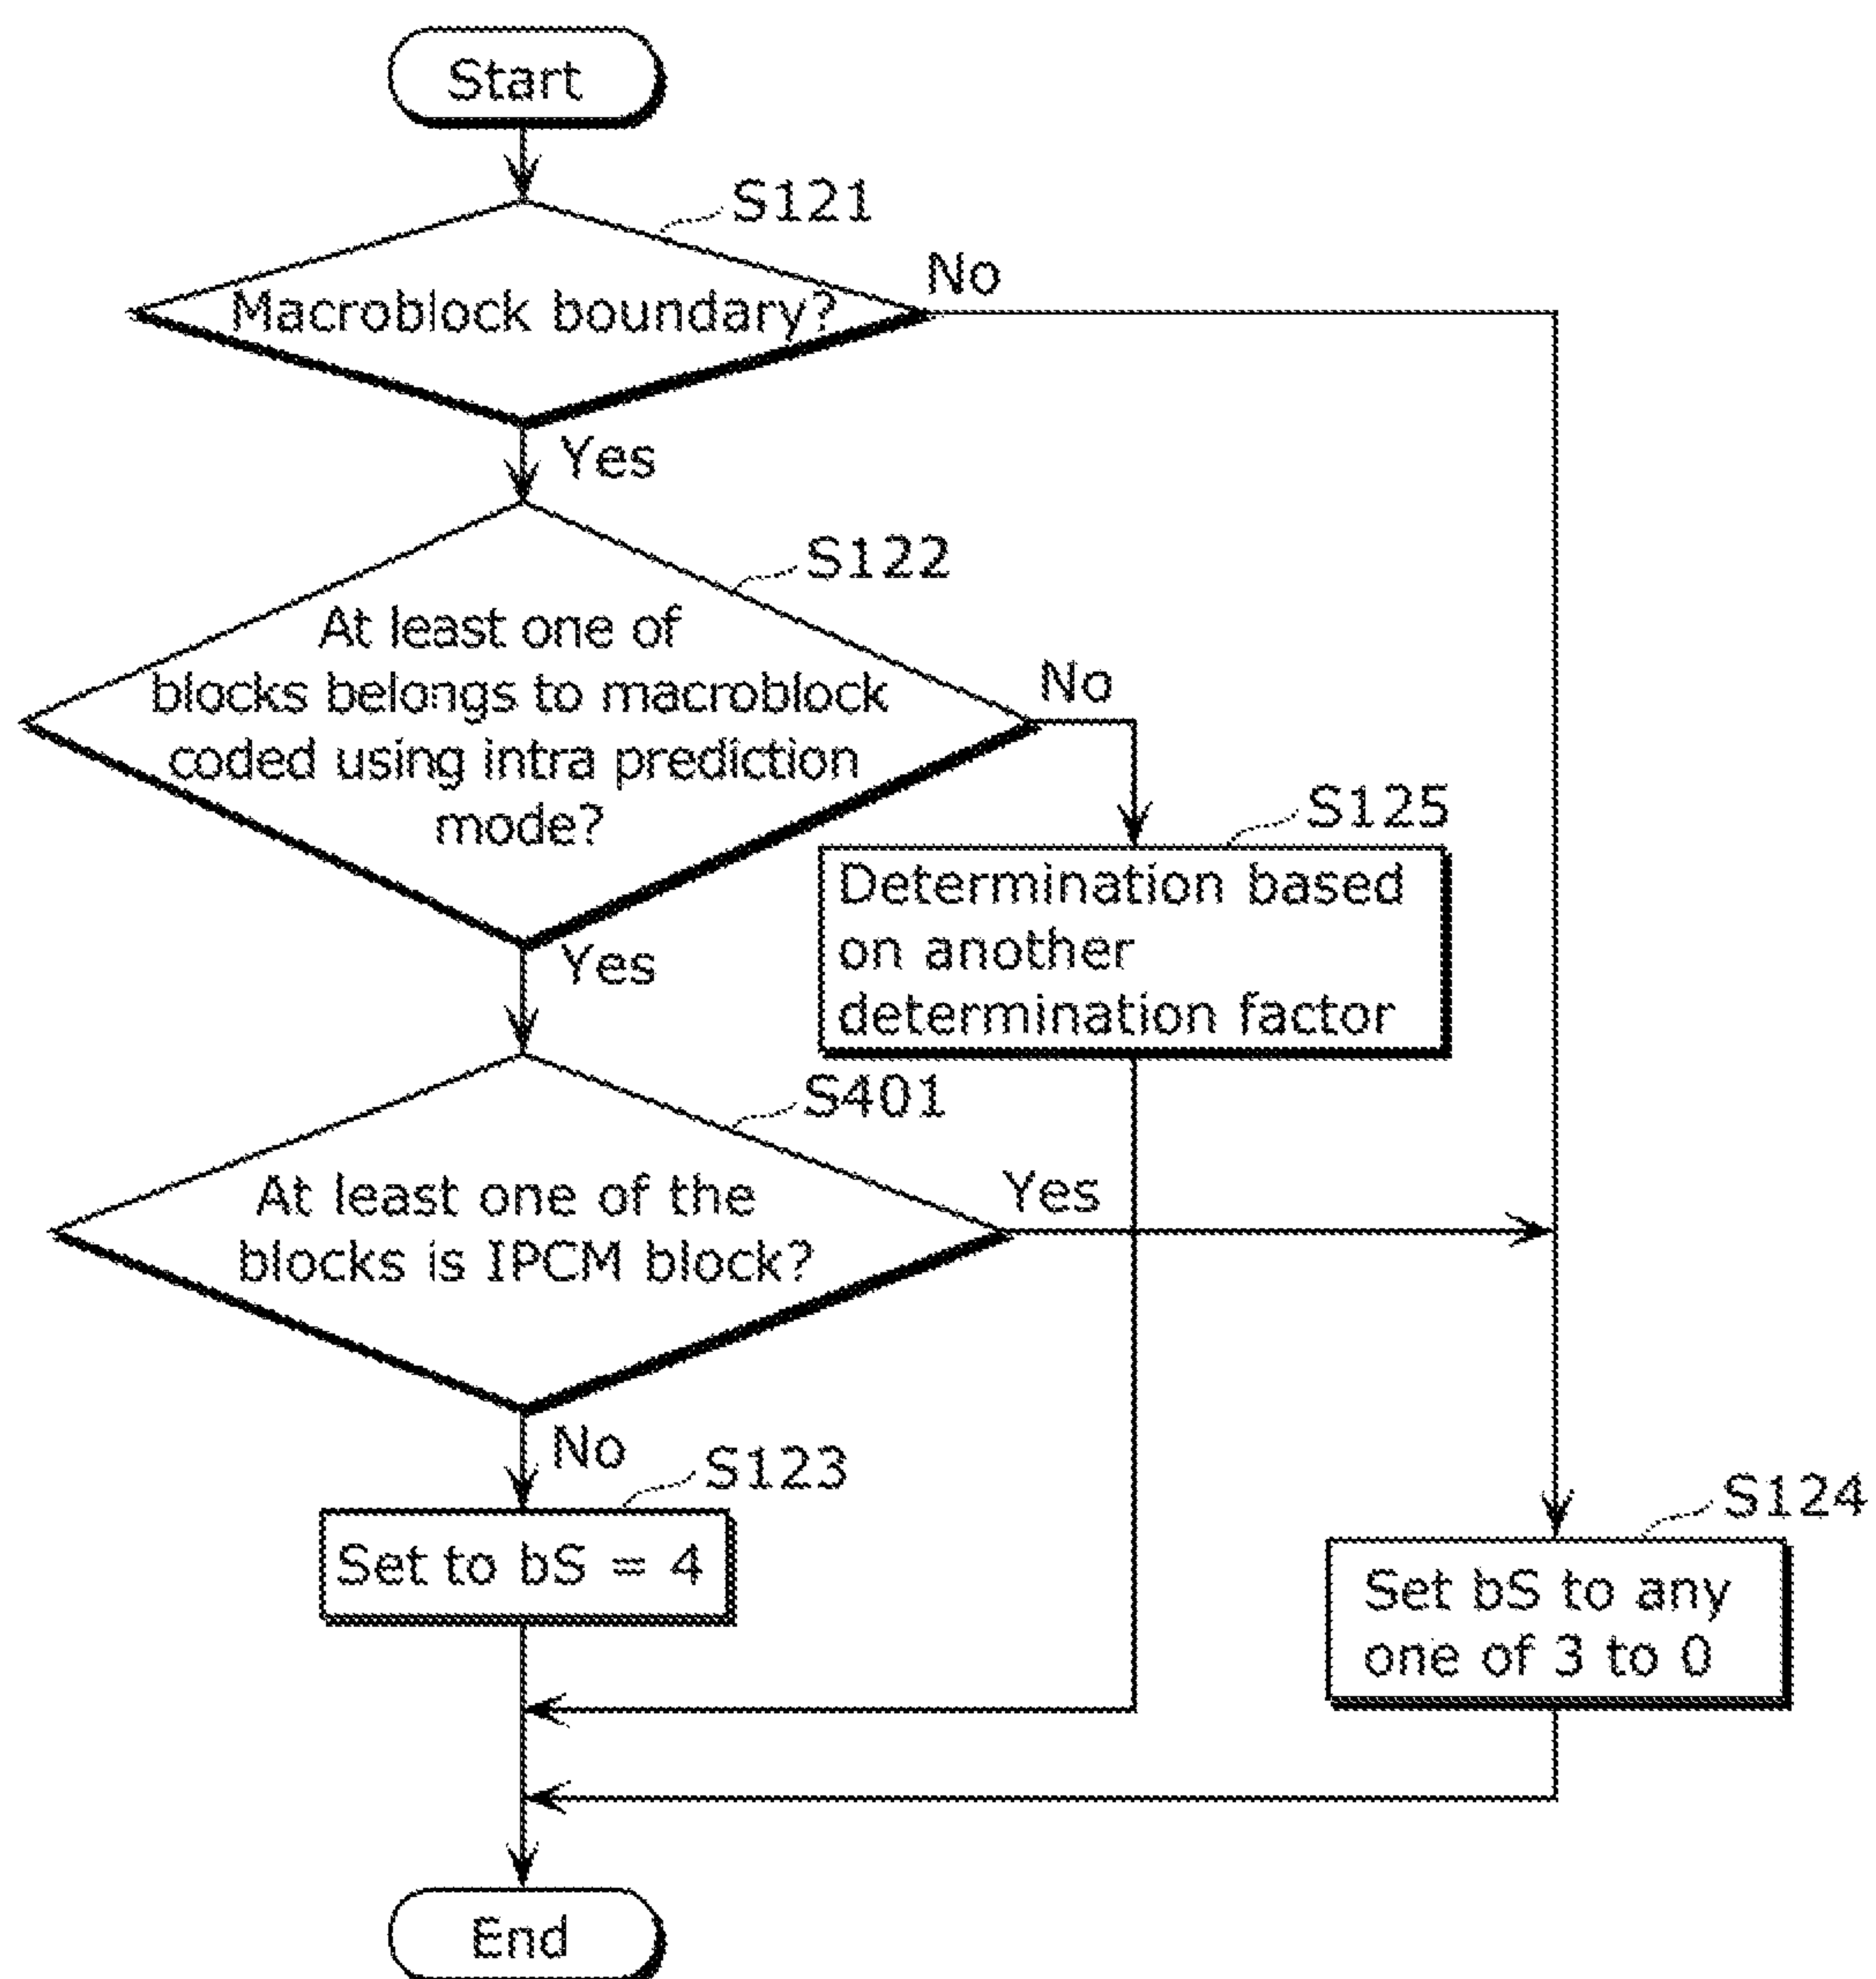 Start
S121
Macroblock boundary?
No
Yes
S122
At least one of
blocks belongs to macroblock
coded using intra prediction
mode?
No
S125
Determination based
on another
determination factor
Yes
S401
At least one of the
blocks is IPCM block?
Yes
No
S123
Set to bS = 4
S124
Set bS to any
one of 3 to 0
End